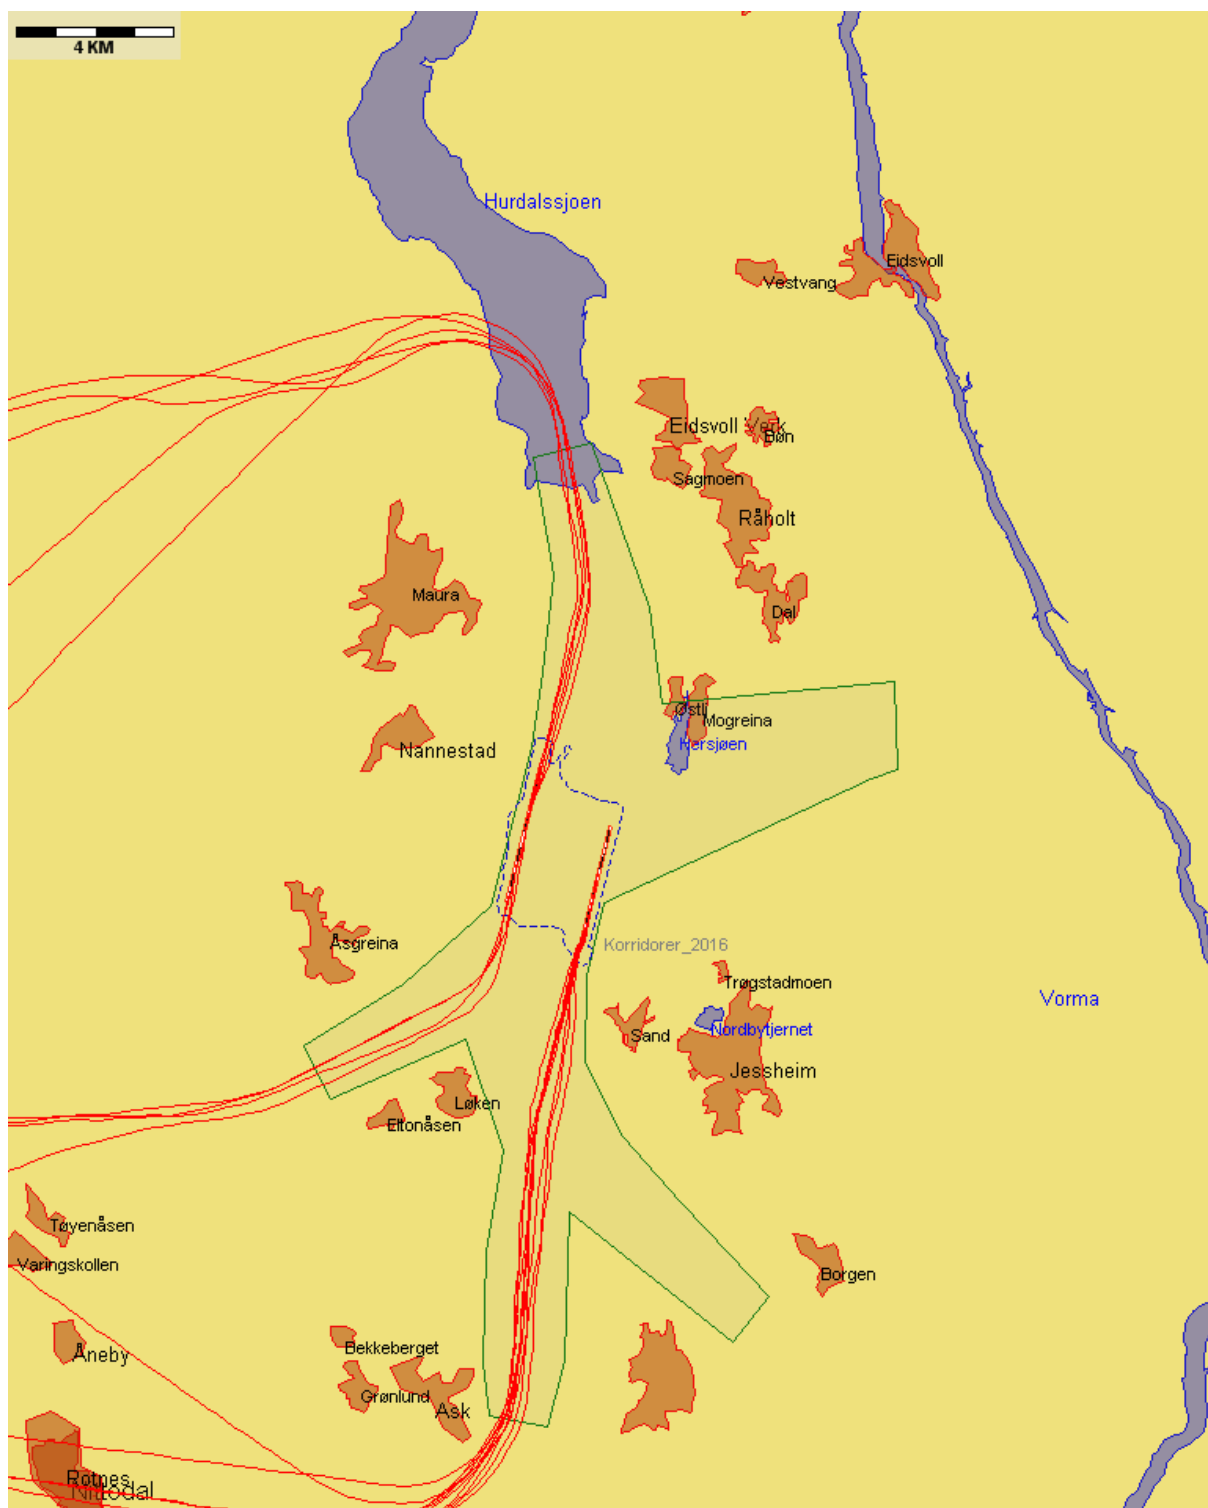 4 KM
Hurdalssjoen
Eidsvoll
Vestvang
Eidsvoll Verk
Bøn
Sagmoen
Råholt
Maura
Dal
Østli
Mogreina
Hersjøen
Nannestad
Åsgreina
Korridorer_2016
Trøgstadmoen
Vorma
Nordbytjernet
Sand
Jessheim
Løken
Eltonåsen
Tøyenåsen
Varingskollen
Borgen
Åneby
Bekkeberget
Grønlund
Ask
Rotnes
Nittedal